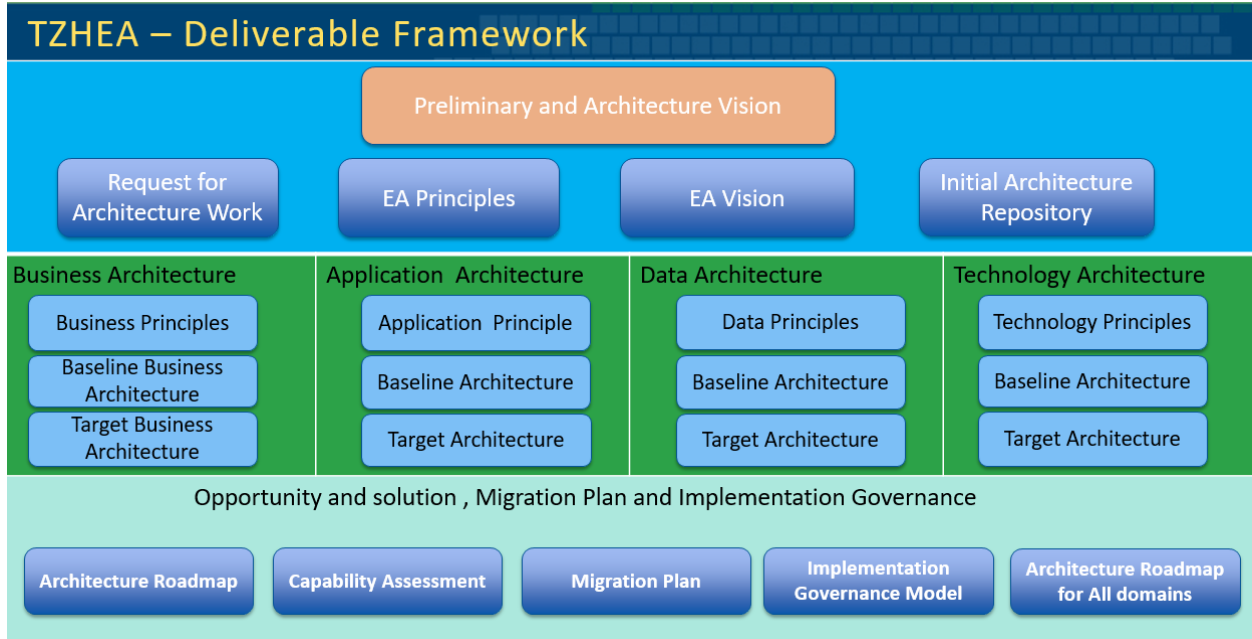 TZHEA – Deliverable Framework
Preliminary and Architecture Vision
Request for
Architecture Work
EA Principles
EA Vision
Initial Architecture
Repository
Business Architecture
Business Principles
Baseline Business
Architecture
Target Business
Architecture
Application Architecture
Application Principle
Baseline Architecture
Target Architecture
Data Architecture
Data Principles
Baseline Architecture
Target Architecture
Technology Architecture
Technology Principles
Baseline Architecture
Target Architecture
Opportunity and solution , Migration Plan and Implementation Governance
Architecture Roadmap
Capability Assessment
Migration Plan
Implementation
Governance Model
Architecture Roadmap
for All domains